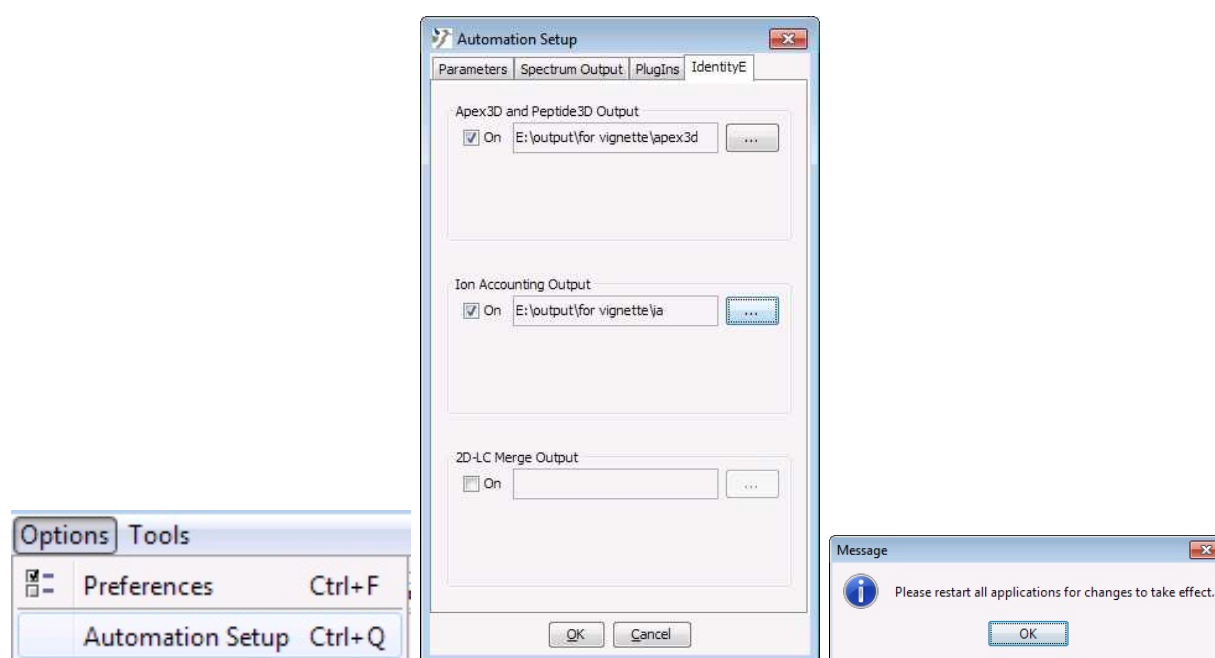 Options Tools
Preferences Ctrl+F
Automation Setup Ctrl+Q
Automation Setup
Parameters Spectrum Output PlugIns IdentityE
Apex3D and Peptide3D Output
On E:\output\for vignette\apex3d ...
Ion Accounting Output
On E:\output\for vignette\ia ...
2D-LC Merge Output
On ...
OK Cancel
Message
Please restart all applications for changes to take effect.
OK